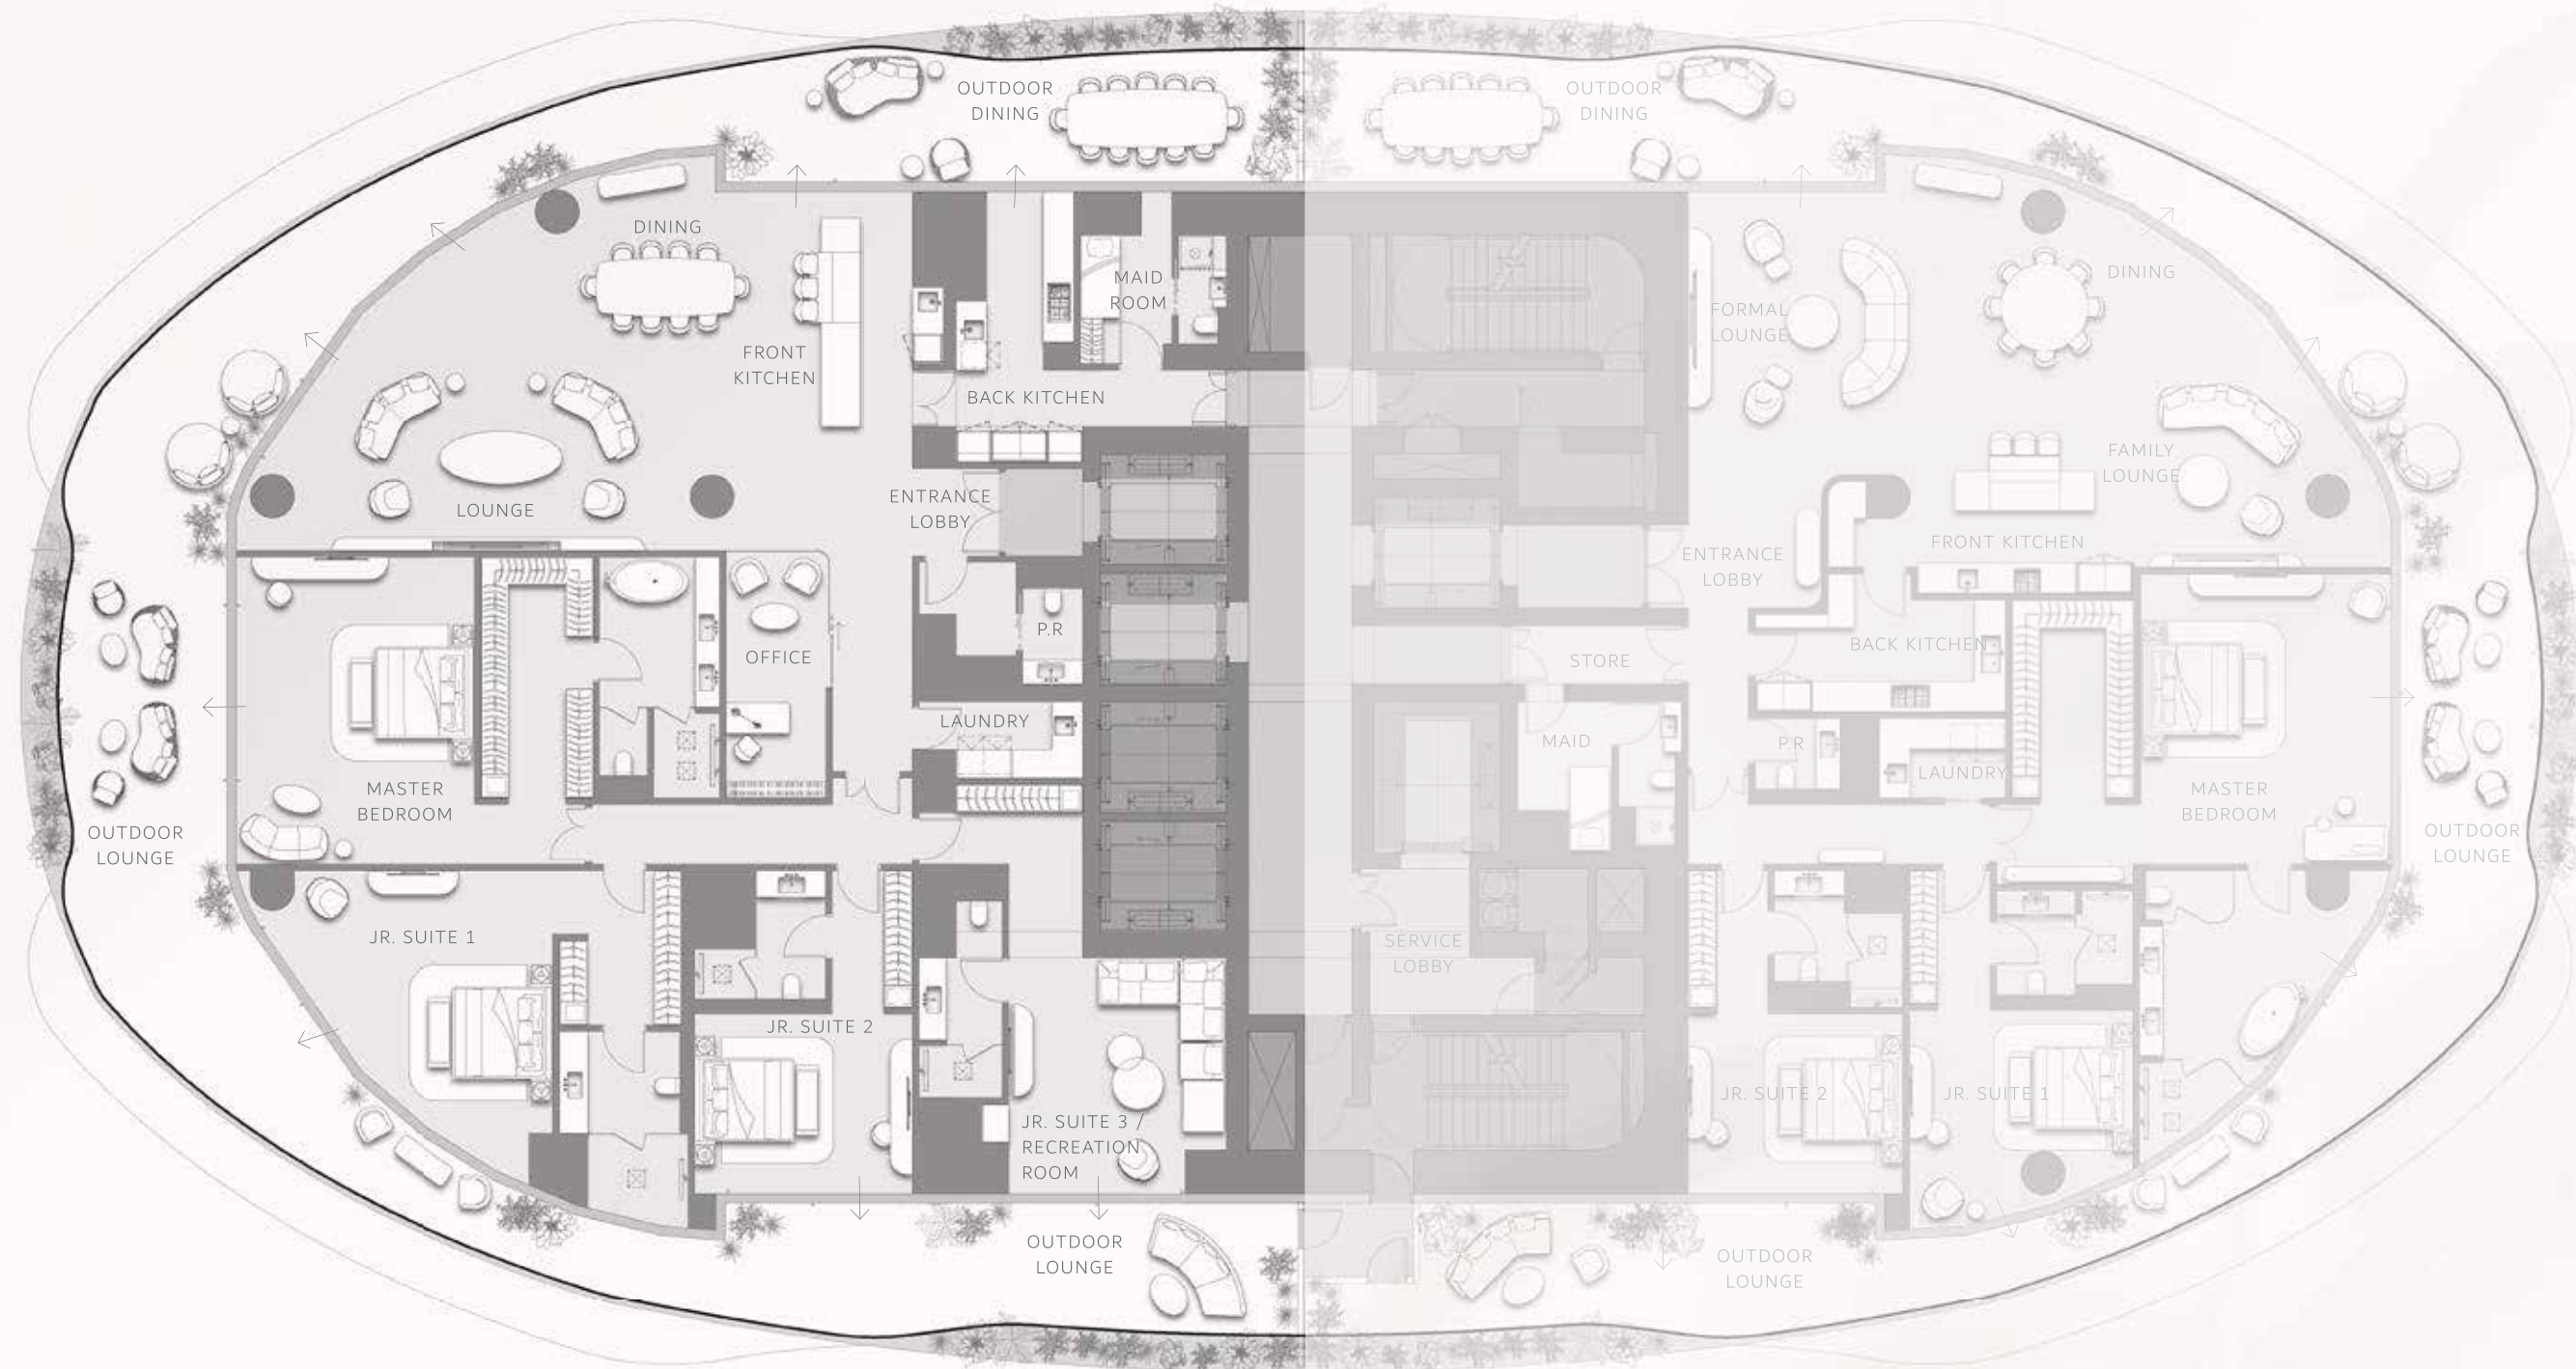 OUTDOOR
DINING
DINING
FRONT
KITCHEN
MAID
ROOM
BACK KITCHEN
LOUNGE
ENTRANCE
LOBBY
P.R
OFFICE
LAUNDRY
MASTER
BEDROOM
OUTDOOR
LOUNGE
JR. SUITE 1
JR. SUITE 2
JR. SUITE 3 /
RECREATION
ROOM
OUTDOOR
LOUNGE
OUTDOOR
DINING
FORMAL
LOUNGE
DINING
FAMILY
LOUNGE
FRONT KITCHEN
ENTRANCE
LOBBY
BACK KITCHEN
STORE
MAID
P.R
LAUNDRY
MASTER
BEDROOM
OUTDOOR
LOUNGE
SERVICE
LOBBY
JR. SUITE 2
JR. SUITE 1
OUTDOOR
LOUNGE